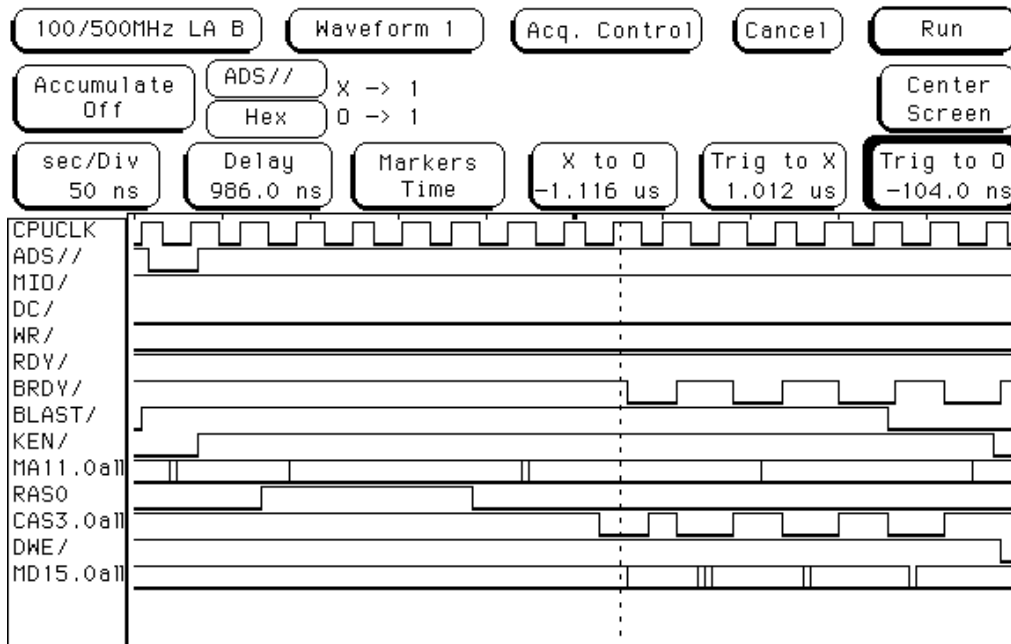 100/500MHz LA B Waveform 1 Acq. Control Cancel Run
Accumulate Off ADS// X -> 1 Center Screen
Hex O -> 1
sec/Div Delay Markers X to O Trig to X Trig to O
50 ns 986.0 ns Time -1.116 us 1.012 us -104.0 ns
CPUCLK
ADS//
MIO/
DC/
WR/
RDY/
BRDY/
BLAST/
KEN/
MA11.0all
RAS0
CAS3.0all
DWE/
MD15.0all